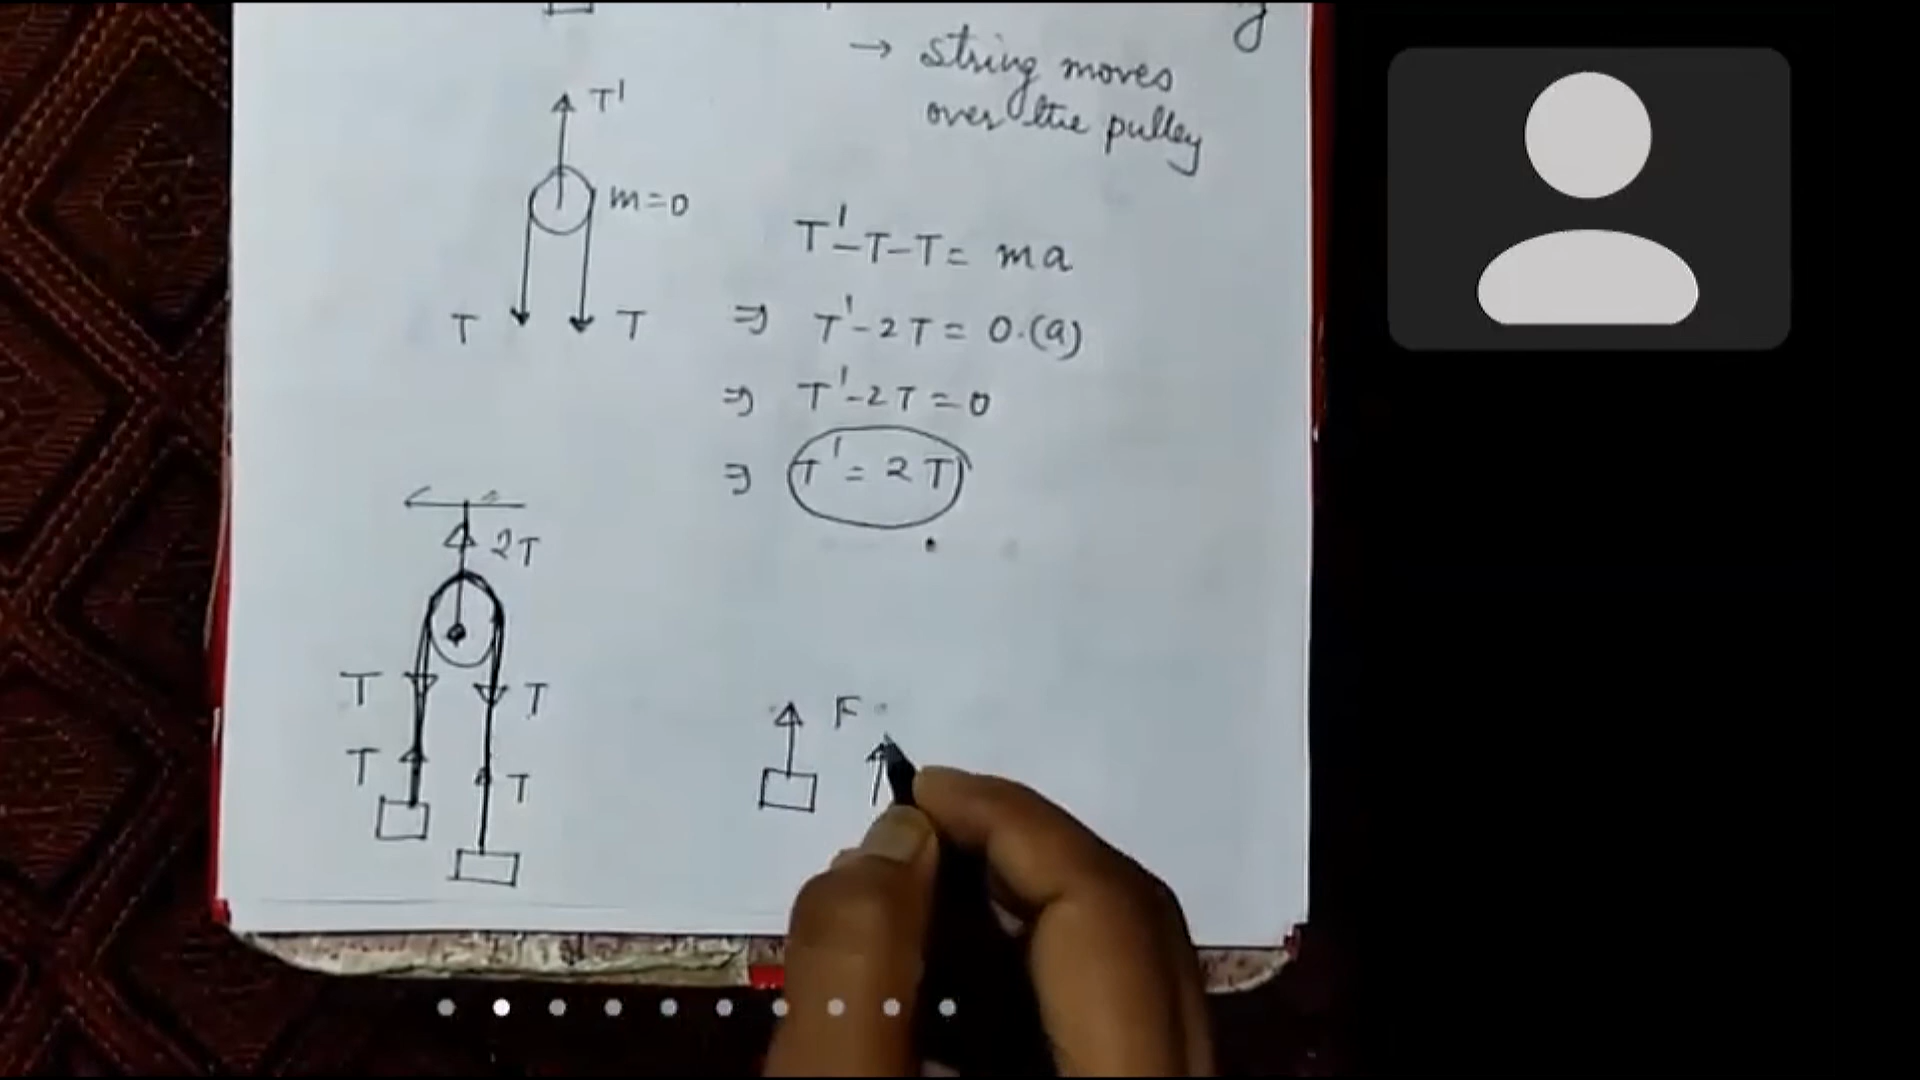 → string moves
over the pulley
T'
m=0
T T
T'-T-T= ma
⇒ T'-2T = 0.(a)
⇒ T'-2T =0
⇒ T'= 2T
2T
T T
T T
F